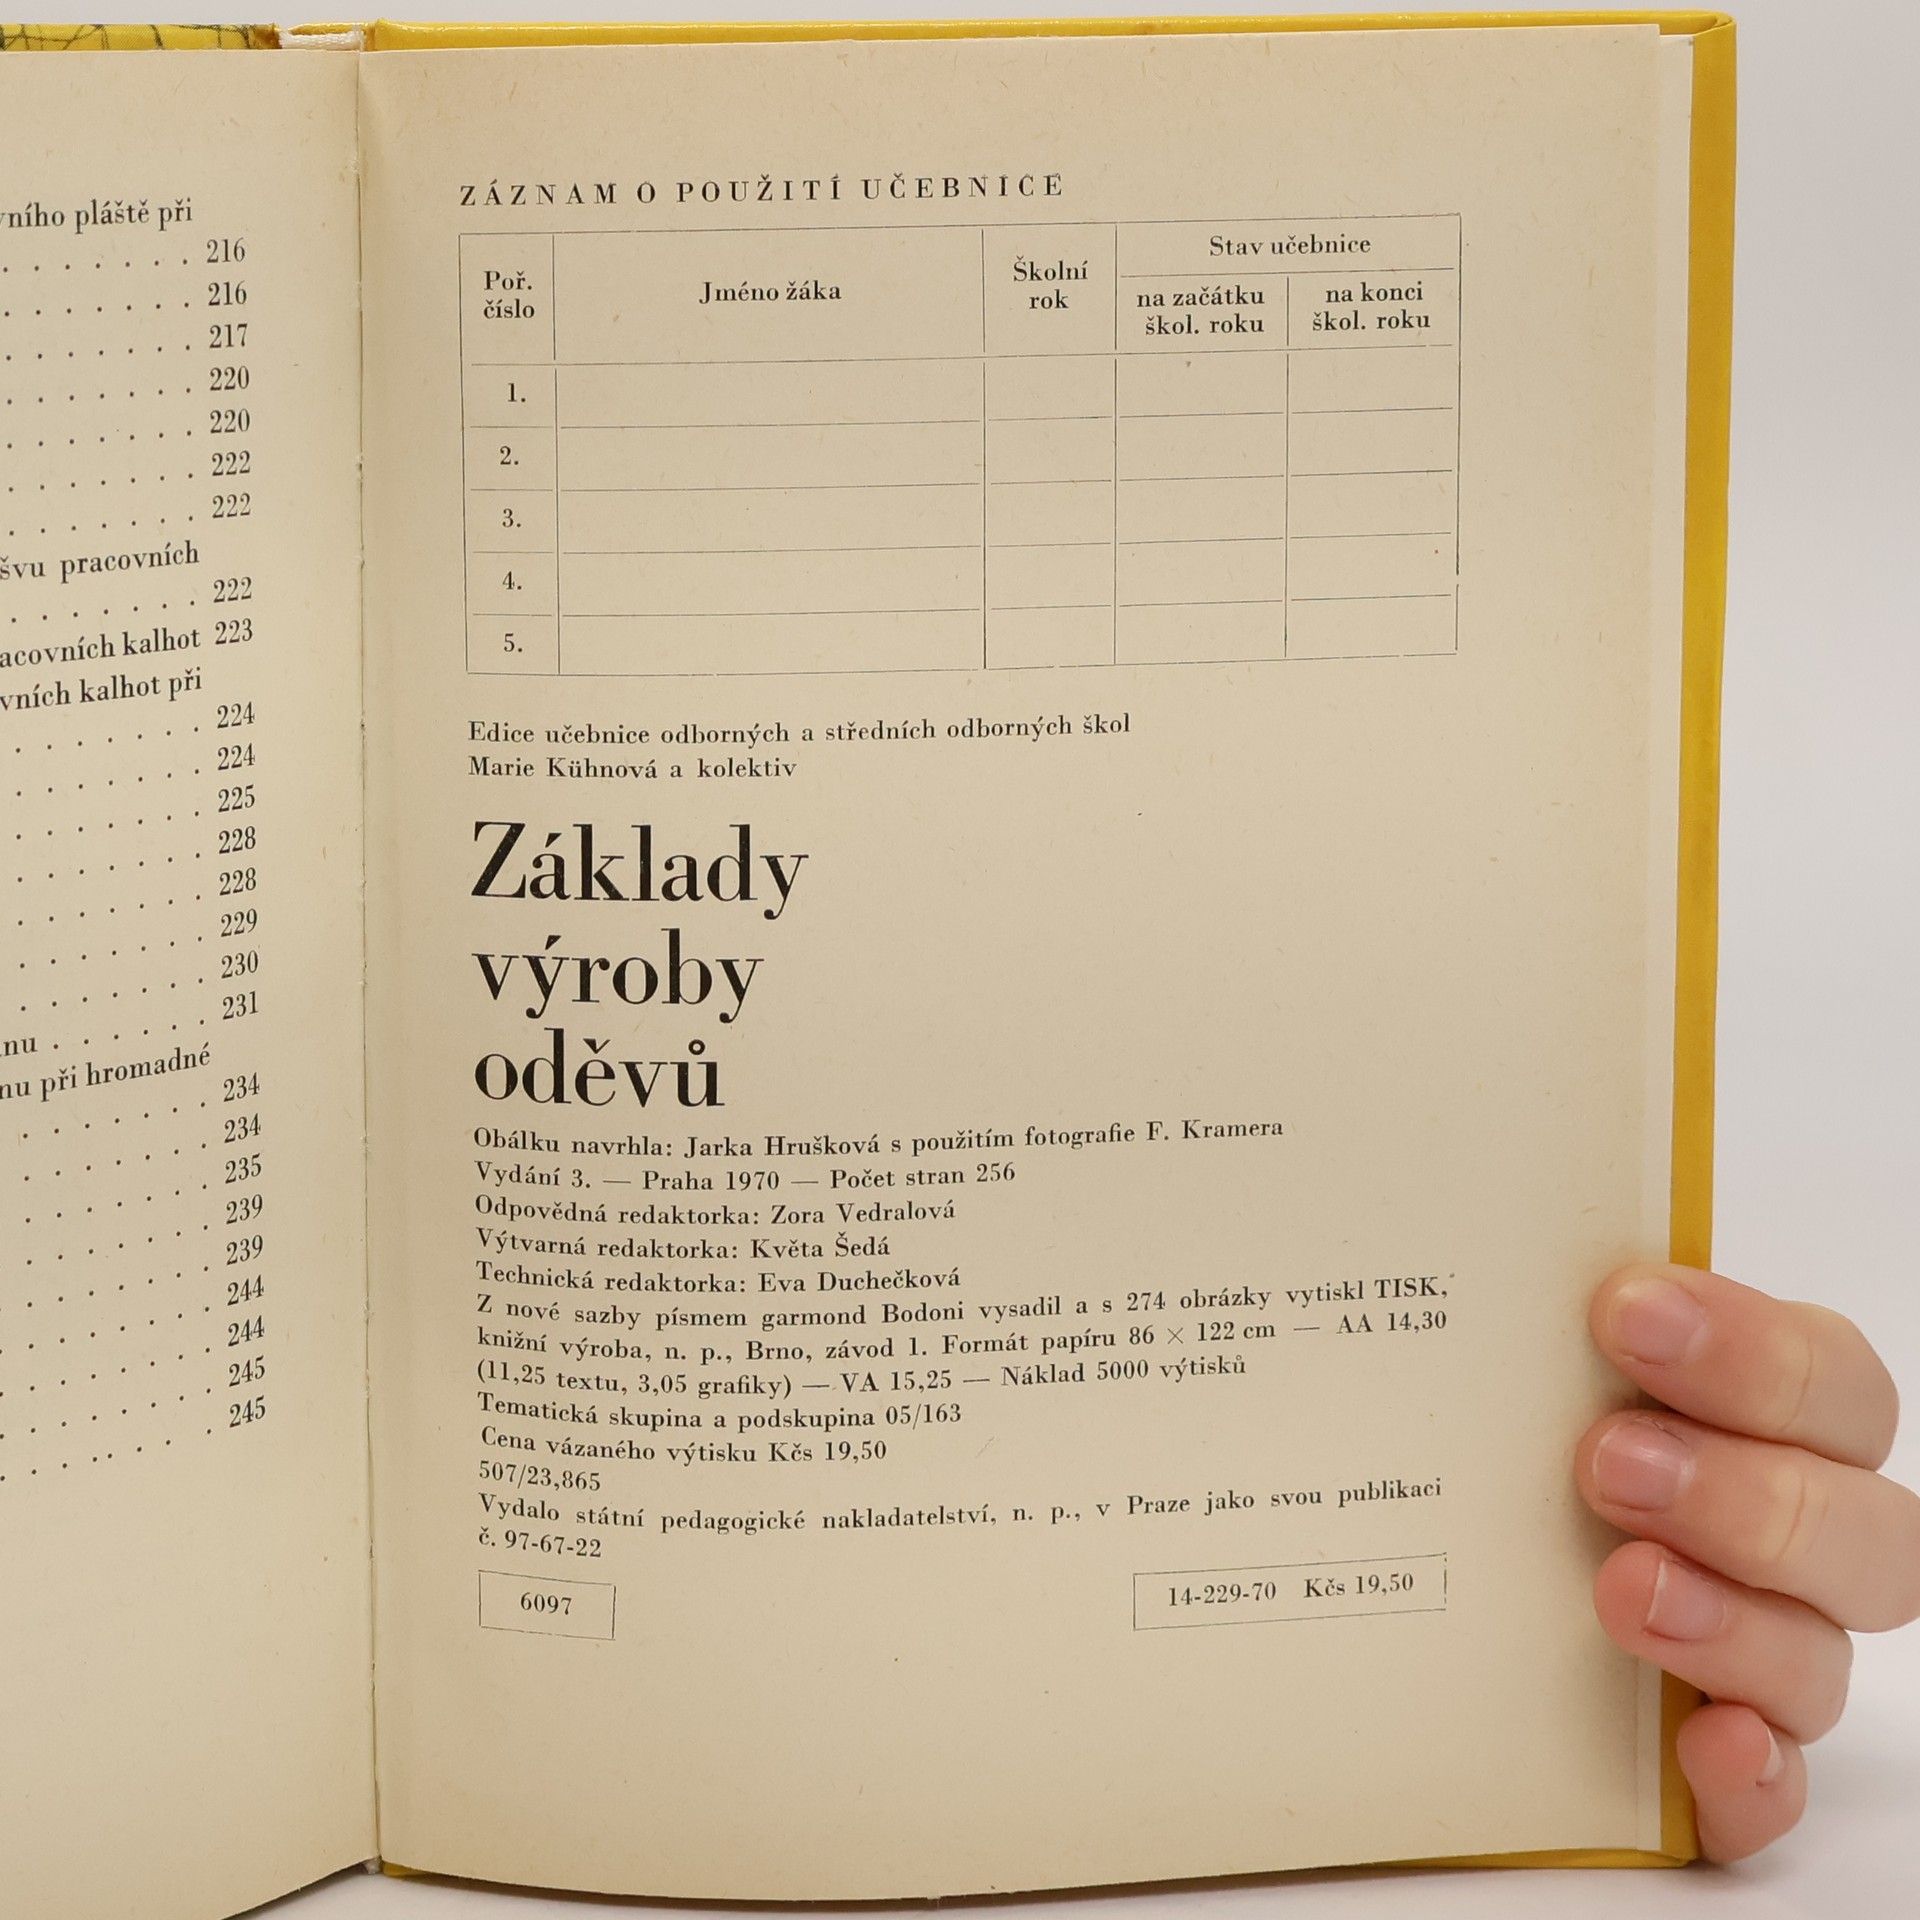 vního pláště při
. . . . . . . 216
. . . . . . . 216
. . . . . . . 217
. . . . . . . 220
. . . . . . . 220
. . . . . . . 222
. . . . . . . 222
švu pracovních
. . . . . . . 222
acovních kalhot 223
vních kalhot při
. . . . . . . 224
. . . . . . . 224
. . . . . . . 225
. . . . . . . 228
. . . . . . . 228
. . . . . . . 229
. . . . . . . 230
nu . . . . . . 231
nu při hromadné
. . . . . . . 234
. . . . . . . 234
. . . . . . . 235
. . . . . . . 239
. . . . . . . 239
. . . . . . . 244
. . . . . . . 244
. . . . . . . 245
. . . . . . . 245
ZÁZNAM O POUŽITÍ UČEBNICE
Poř. číslo
Jméno žáka
Školní rok
Stav učebnice
na začátku škol. roku
na konci škol. roku
1.
2.
3.
4.
5.
Edice učebnice odborných a středních odborných škol
Marie Kühnová a kolektiv
Základy
výroby
oděvů
Obálku navrhla: Jarka Hrušková s použitím fotografie F. Kramera
Vydání 3. — Praha 1970 — Počet stran 256
Odpovědná redaktorka: Zora Vedralová
Výtvarná redaktorka: Květa Šedá
Technická redaktorka: Eva Duchečková
Z nové sazby písmem garmond Bodoni vysadil a s 274 obrázky vytiskl TISK,
knižní výroba, n. p., Brno, závod 1. Formát papíru 86 × 122 cm — AA 14,30
(11,25 textu, 3,05 grafiky) — VA 15,25 — Náklad 5000 výtisků
Tematická skupina a podskupina 05/163
Cena vázaného výtisku Kčs 19,50
507/23,865
Vydalo státní pedagogické nakladatelství, n. p., v Praze jako svou publikaci
č. 97-67-22
6097
14-229-70 Kčs 19,50